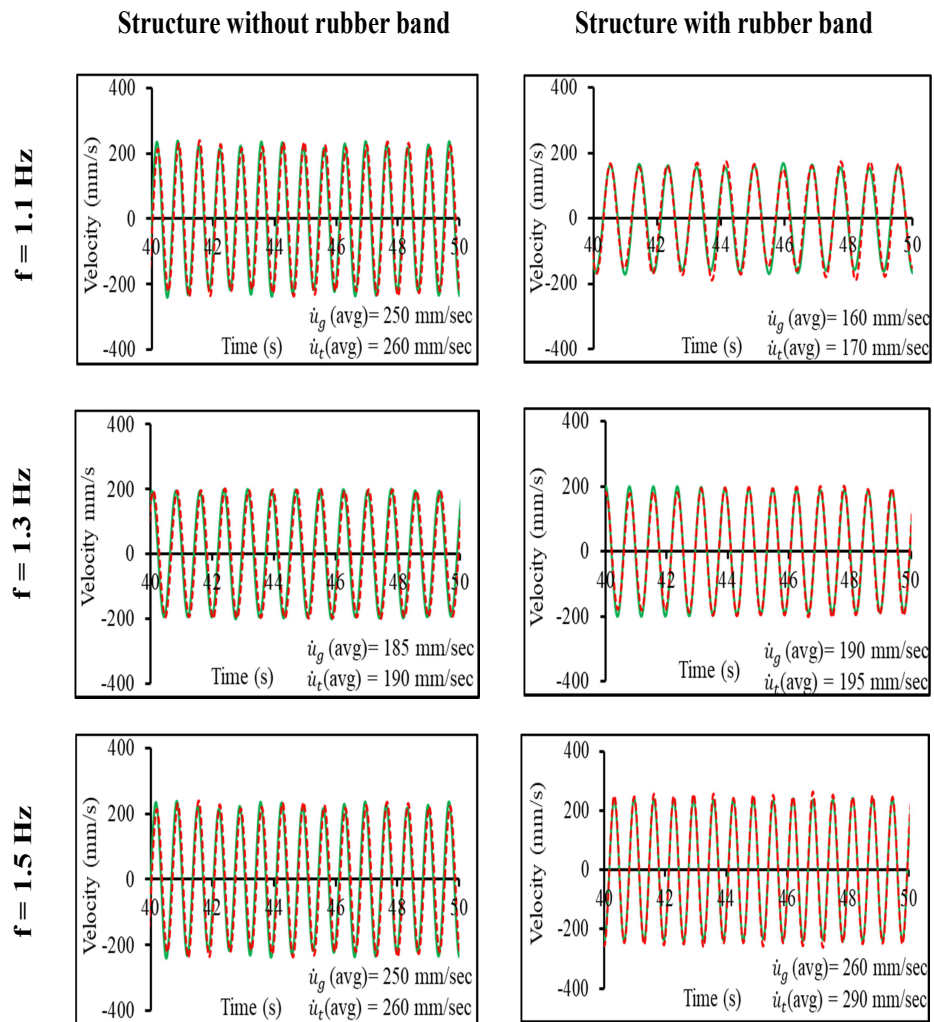 Structure without rubber band
Structure with rubber band
f = 1.1 Hz
400
200
0
-200
-400
Velocity (mm/s)
40 42 44 46 48 50
Time (s)
u̇g (avg)= 250 mm/sec
u̇t(avg) = 260 mm/sec
400
200
0
-200
-400
Velocity (mm/s)
40 42 44 46 48 50
Time (s)
u̇g (avg)= 160 mm/sec
u̇t(avg) = 170 mm/sec
f = 1.3 Hz
400
200
0
-200
-400
Velocity mm/s
40 42 44 46 48 50
Time (s)
u̇g (avg)= 185 mm/sec
u̇t(avg) = 190 mm/sec
400
200
0
-200
-400
Velocity (mm/s)
40 42 44 46 48 50
Time (s)
u̇g (avg)= 190 mm/sec
u̇t(avg) = 195 mm/sec
f = 1.5 Hz
400
200
0
-200
-400
Velocity (mm/s)
40 42 44 46 48 50
Time (s)
u̇g (avg)= 250 mm/sec
u̇t(avg) = 260 mm/sec
400
200
0
-200
-400
Velocity (mm/s)
40 42 44 46 48 50
Time (s)
u̇g (avg)= 260 mm/sec
u̇t(avg) = 290 mm/sec